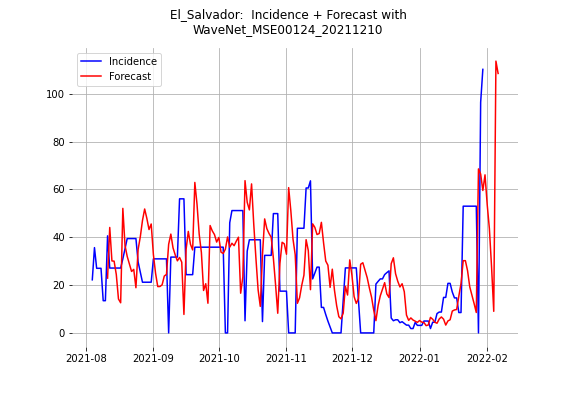 El_Salvador:  Incidence + Forecast with
WaveNet_MSE00124_20211210
Incidence
Forecast
100
80
60
40
20
0
2021-08 2021-09 2021-10 2021-11 2021-12 2022-01 2022-02